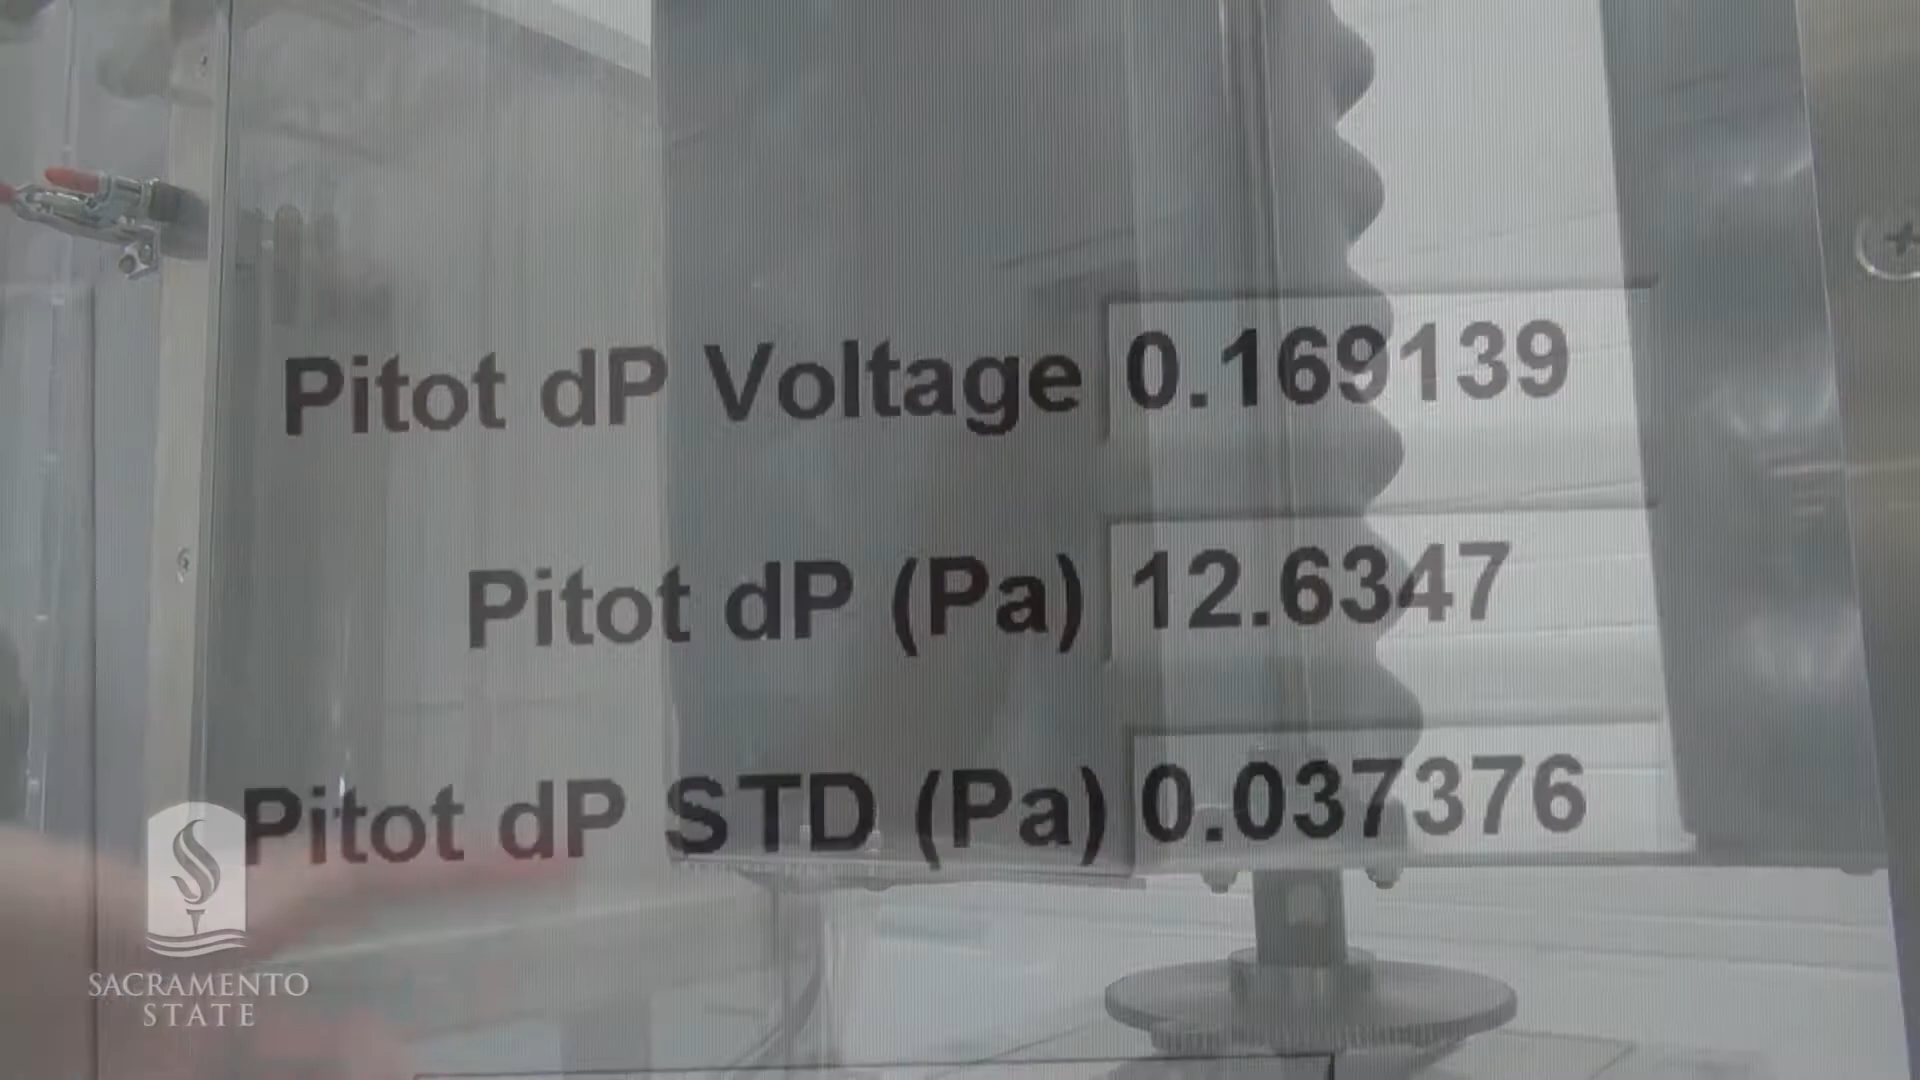 Pitot dP Voltage 0.169139
Pitot dP (Pa) 12.6347
Pitot dP STD (Pa) 0.037376
SACRAMENTO
STATE